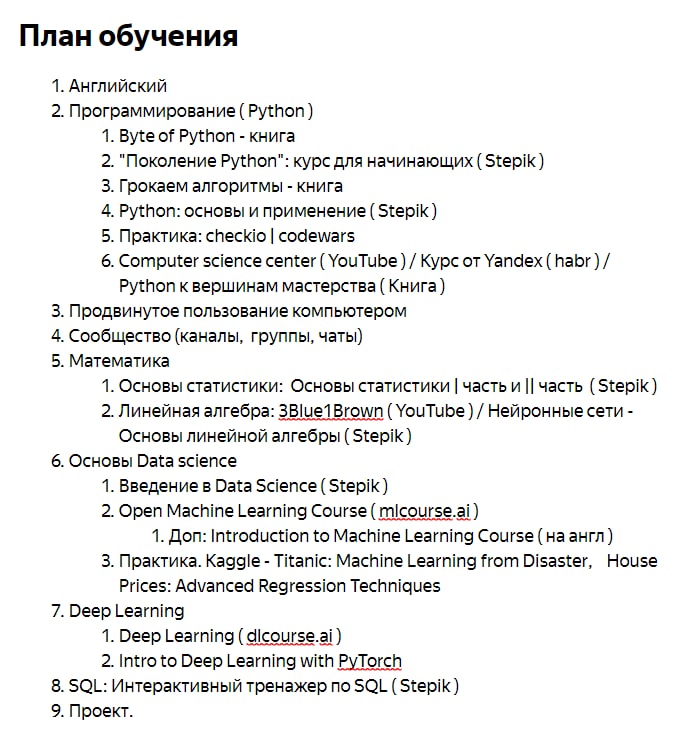 План обучения
1. Английский
2. Программирование ( Python )
1. Byte of Python - книга
2. "Поколение Python": курс для начинающих ( Stepik )
3. Грокаем алгоритмы - книга
4. Python: основы и применение ( Stepik )
5. Практика: checkio | codewars
6. Computer science center ( YouTube ) / Курс от Yandex ( habr ) /
Python к вершинам мастерства ( Книга )
3. Продвинутое пользование компьютером
4. Сообщество (каналы, группы, чаты)
5. Математика
1. Основы статистики: Основы статистики | часть и || часть ( Stepik )
2. Линейная алгебра: 3Blue1Brown ( YouTube ) / Нейронные сети -
Основы линейной алгебры ( Stepik )
6. Основы Data science
1. Введение в Data Science ( Stepik )
2. Open Machine Learning Course ( mlcourse.ai )
1. Доп: Introduction to Machine Learning Course ( на англ )
3. Практика. Kaggle - Titanic: Machine Learning from Disaster, House
Prices: Advanced Regression Techniques
7. Deep Learning
1. Deep Learning ( dlcourse.ai )
2. Intro to Deep Learning with PyTorch
8. SQL: Интерактивный тренажер по SQL ( Stepik )
9. Проект.